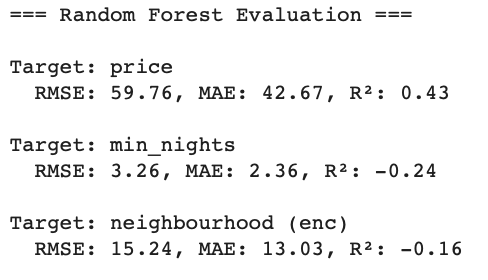 === Random Forest Evaluation ===
Target: price
RMSE: 59.76, MAE: 42.67, R²: 0.43
Target: min_nights
RMSE: 3.26, MAE: 2.36, R²: -0.24
Target: neighbourhood (enc)
RMSE: 15.24, MAE: 13.03, R²: -0.16